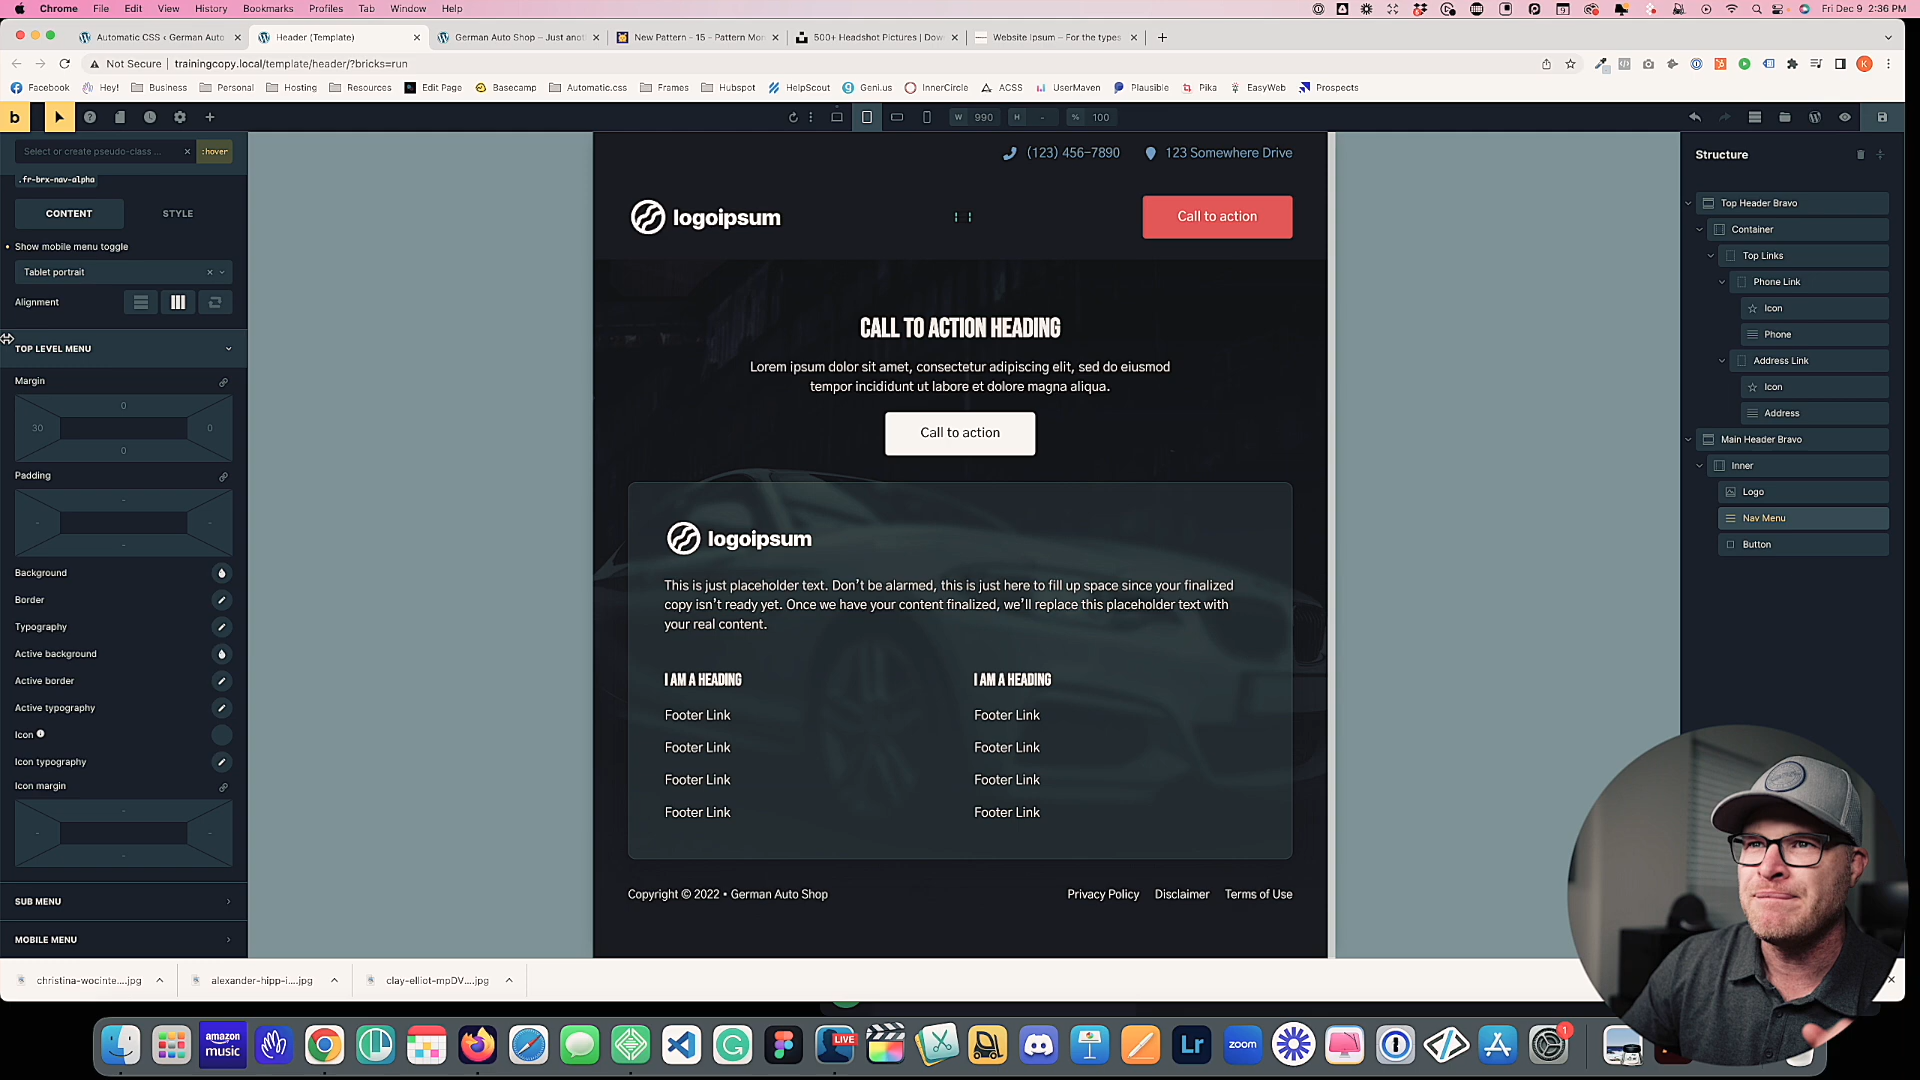 Chrome File Edit View History Bookmarks Profiles Tab Window Help Fri Dec 9 2:36 PM
Automatic CSS ‹ German Auto Header (Template) German Auto Shop – Just anot New Pattern - 15 - Pattern Mon 500+ Headshot Pictures | Dow Website Ipsum – For the types
Not Secure trainingcopy.local/template/header/?bricks=run
Facebook Hey! Business Personal Hosting Resources Edit Page Basecamp Automatic.css Frames Hubspot HelpScout Geni.us InnerCircle ACSS UserMaven Plausible Pika EasyWeb Prospects
b W 990 H - % 100
Select or create pseudo-class ... :hover
.fr-brx-nav-alpha
CONTENT STYLE
Show mobile menu toggle
Tablet portrait
Alignment
TOP LEVEL MENU
Margin
0
30 0
0
Padding
Background
Border
Typography
Active background
Active border
Active typography
Icon
Icon typography
Icon margin
SUB MENU
MOBILE MENU
(123) 456-7890 123 Somewhere Drive
logoipsum Call to action
CALL TO ACTION HEADING
Lorem ipsum dolor sit amet, consectetur adipiscing elit, sed do eiusmod
tempor incididunt ut labore et dolore magna aliqua.
Call to action
logoipsum
This is just placeholder text. Don't be alarmed, this is just here to fill up space since your finalized
copy isn't ready yet. Once we have your content finalized, we'll replace this placeholder text with
your real content.
I AM A HEADING I AM A HEADING
Footer Link Footer Link
Footer Link Footer Link
Footer Link Footer Link
Footer Link Footer Link
Copyright © 2022 • German Auto Shop Privacy Policy Disclaimer Terms of Use
Structure
Top Header Bravo
Container
Top Links
Phone Link
Icon
Phone
Address Link
Icon
Address
Main Header Bravo
Inner
Logo
Nav Menu
Button
christina-wocinte....jpg alexander-hipp-i....jpg clay-elliot-mpDV....jpg
amazon music LIVE Lr zoom 1